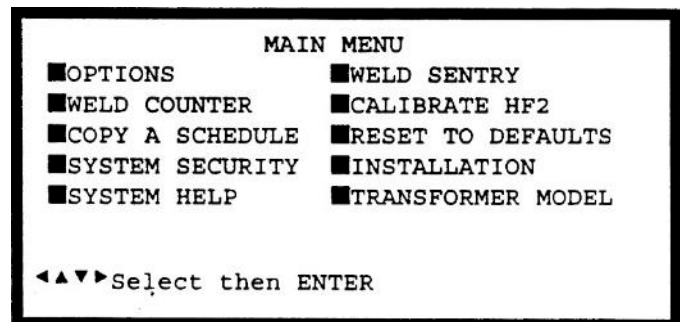 MAIN MENU
■OPTIONS ■WELD SENTRY
■WELD COUNTER ■CALIBRATE HF2
■COPY A SCHEDULE ■RESET TO DEFAULTS
■SYSTEM SECURITY ■INSTALLATION
■SYSTEM HELP ■TRANSFORMER MODEL
◄▲▼►Select then ENTER